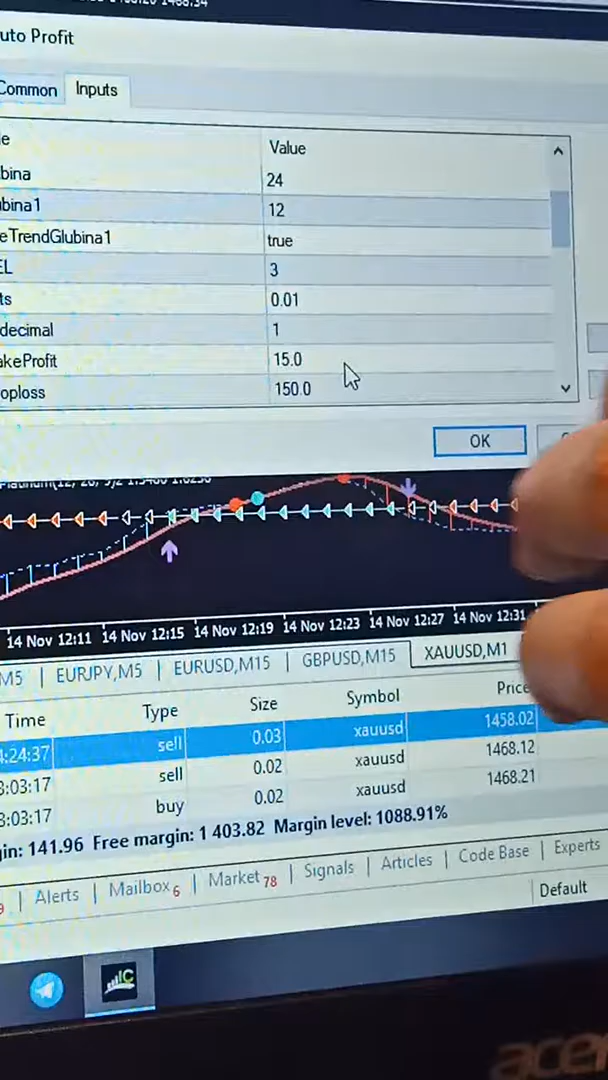 uto Profit
Common Inputs
e Value
bina 24
bina1 12
eTrendGlubina1 true
EL 3
ts 0.01
decimal 1
akeProfit 15.0
oploss 150.0
OK
14 Nov 12:11 14 Nov 12:15 14 Nov 12:19 14 Nov 12:23 14 Nov 12:27 14 Nov 12:31
M5 | EURJPY,M5 | EURUSD,M15 | GBPUSD,M15 | XAUUSD,M1
Time Type Size Symbol Price
4:24:37 sell 0.03 xauusd 1458.02
3:03:17 sell 0.02 xauusd 1468.12
3:03:17 buy 0.02 xauusd 1468.21
gin: 141.96 Free margin: 1 403.82 Margin level: 1088.91%
9 | Alerts | Mailbox 6 | Market 78 | Signals | Articles | Code Base | Experts
Default
IC
acer